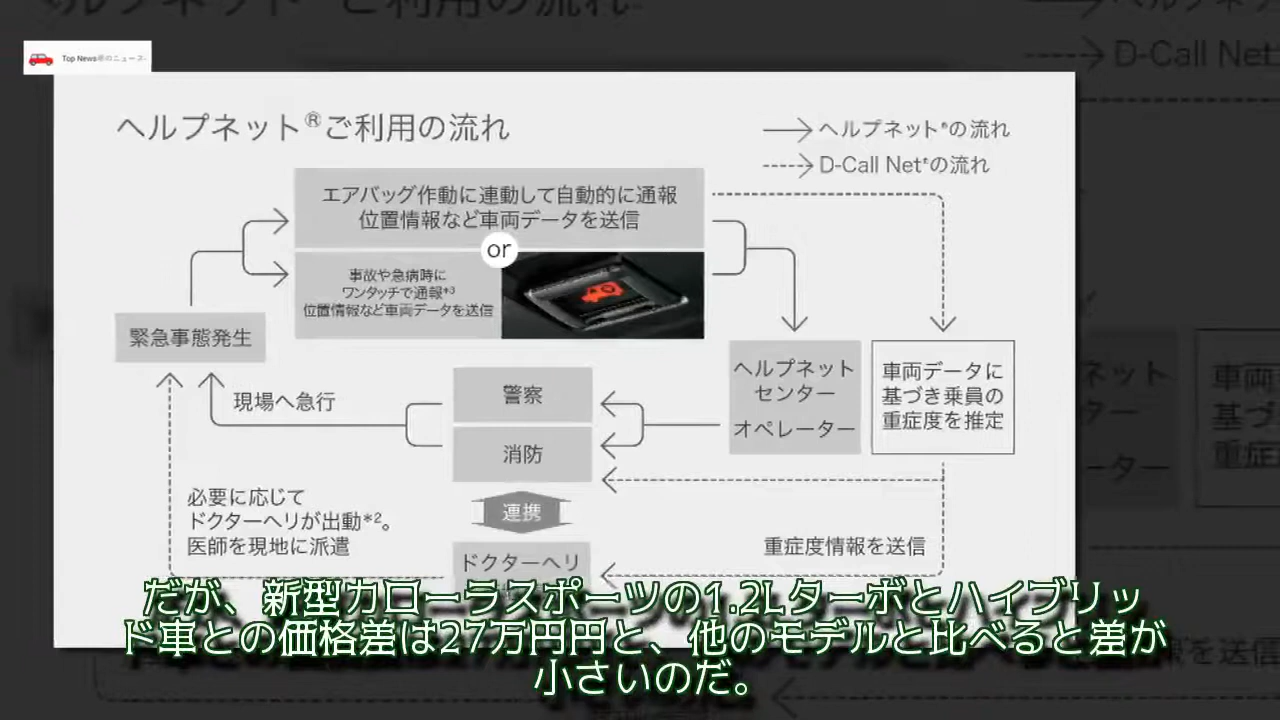 Top News車のニュース
ヘルプネット®ご利用の流れ
ヘルプネット®の流れ
D-Call Net®の流れ
エアバッグ作動に連動して自動的に通報
位置情報など車両データを送信
or
事故や急病時に
ワンタッチで通報*3
位置情報など車両データを送信
緊急事態発生
現場へ急行
警察
消防
連携
ドクターヘリ
ヘルプネット
センター
オペレーター
車両データに
基づき乗員の
重症度を推定
必要に応じて
ドクターヘリが出動*2。
医師を現地に派遣
重症度情報を送信
だが、新型カローラスポーツの1.2Lターボとハイブリッ
ド車との価格差は27万円円と、他のモデルと比べると差が
小さいのだ。